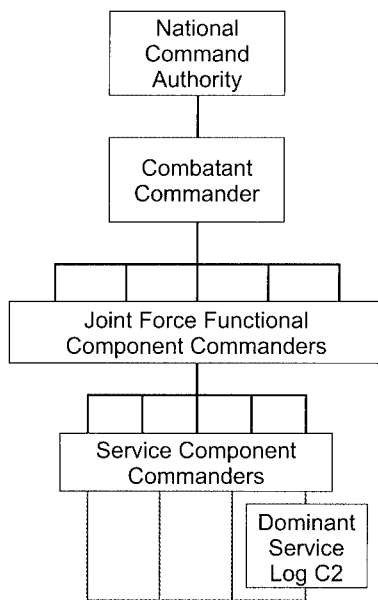 National
Command
Authority
Combatant
Commander
Joint Force Functional
Component Commanders
Service Component
Commanders
Dominant
Service
Log C2